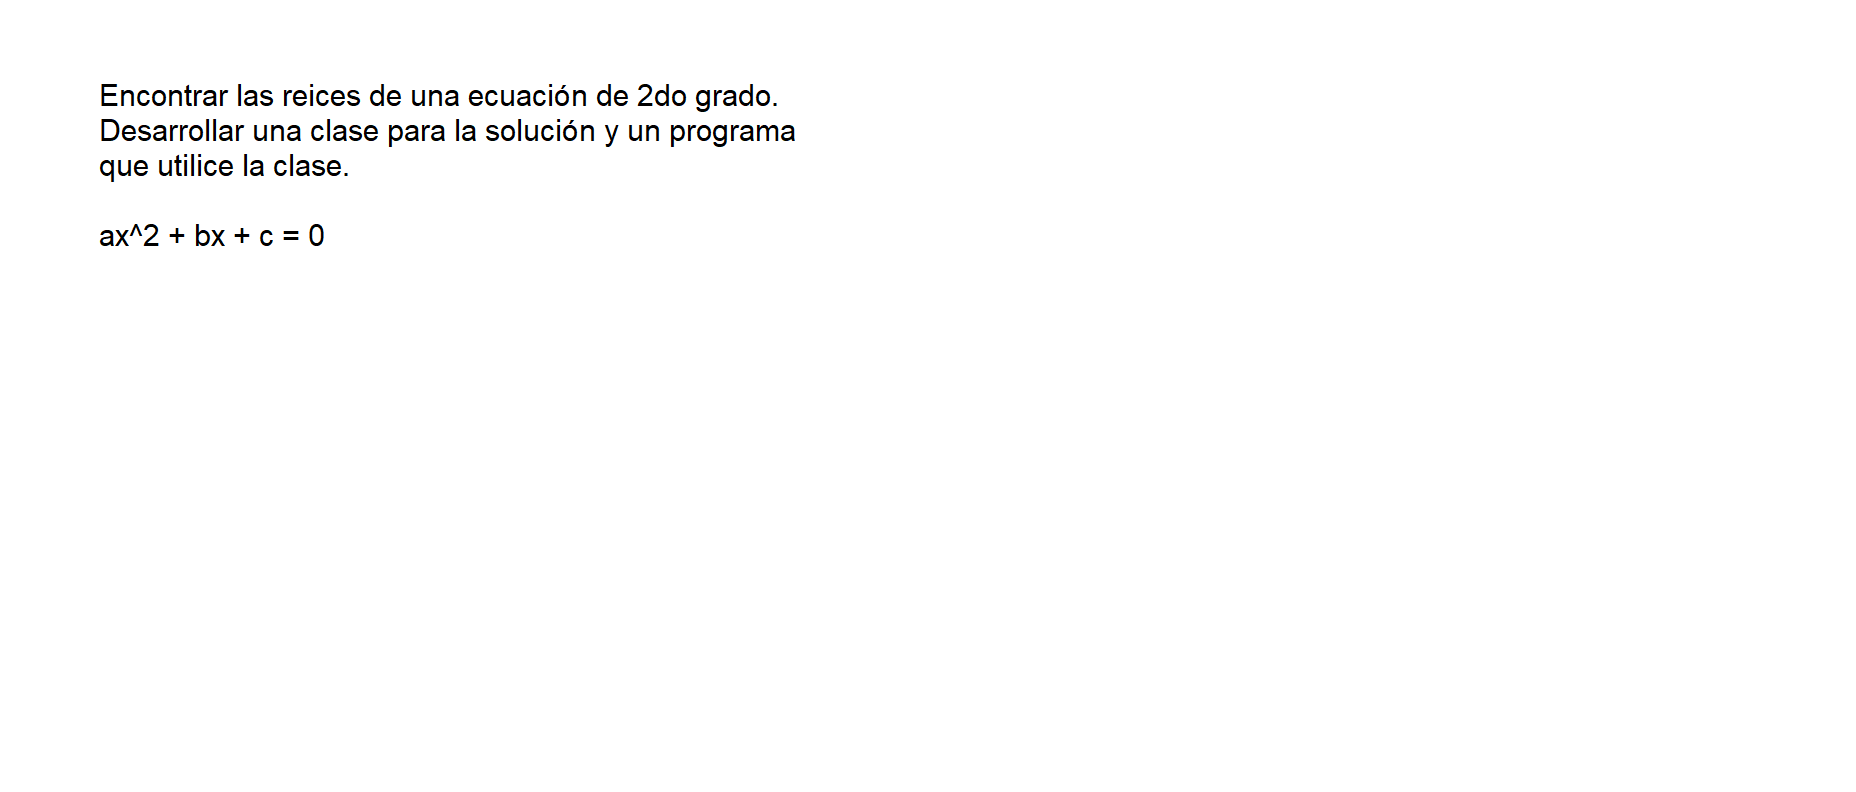 Encontrar las reices de una ecuación de 2do grado.
Desarrollar una clase para la solución y un programa
que utilice la clase.
ax^2 + bx + c = 0